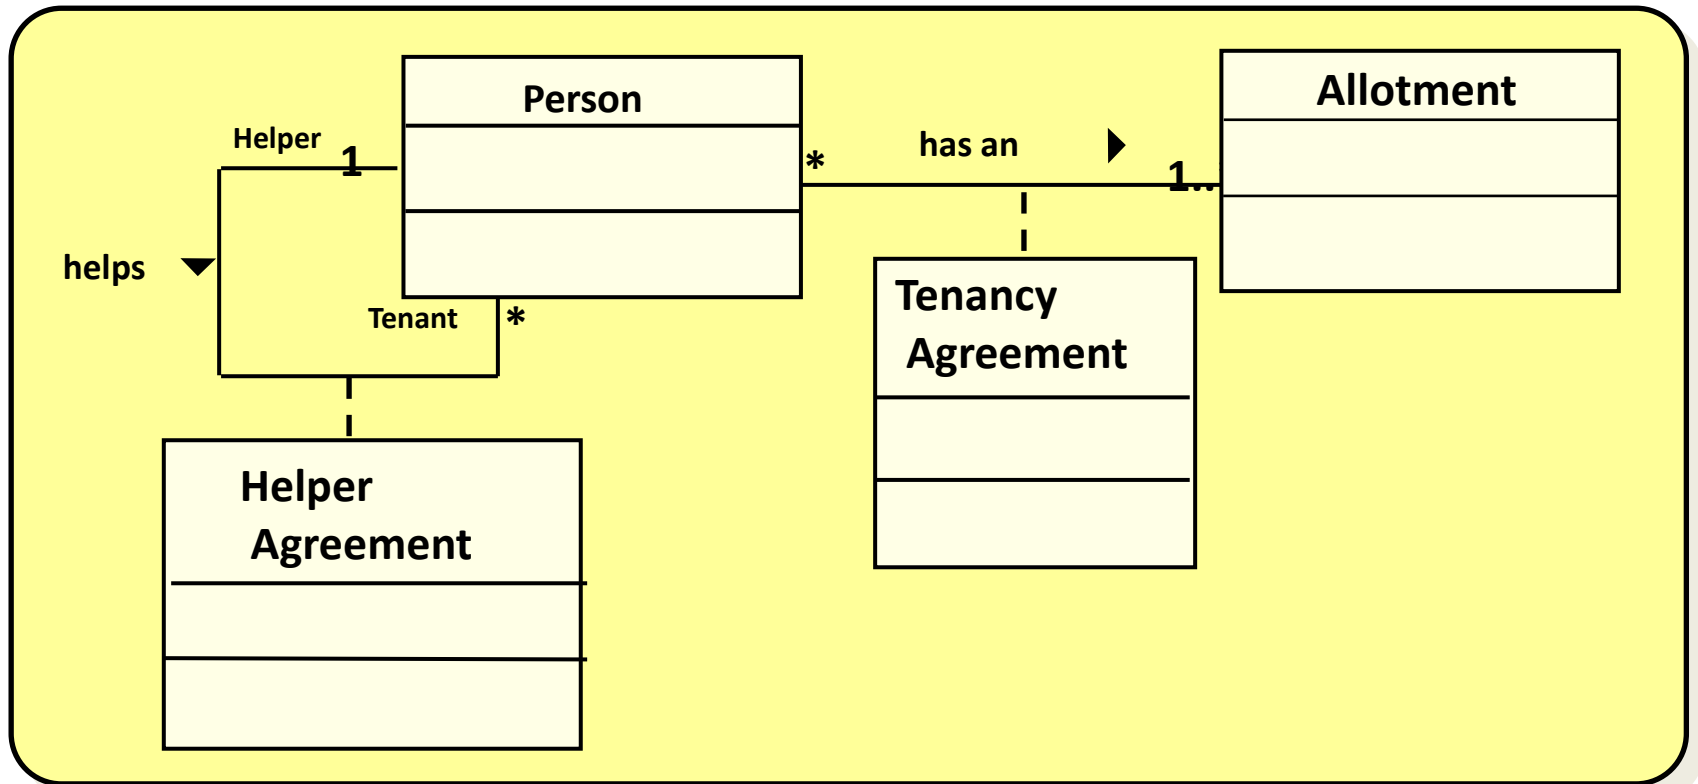 Person
Allotment
Helper
1
*
has an
1..
helps
Tenant
*
Tenancy
Agreement
Helper
Agreement